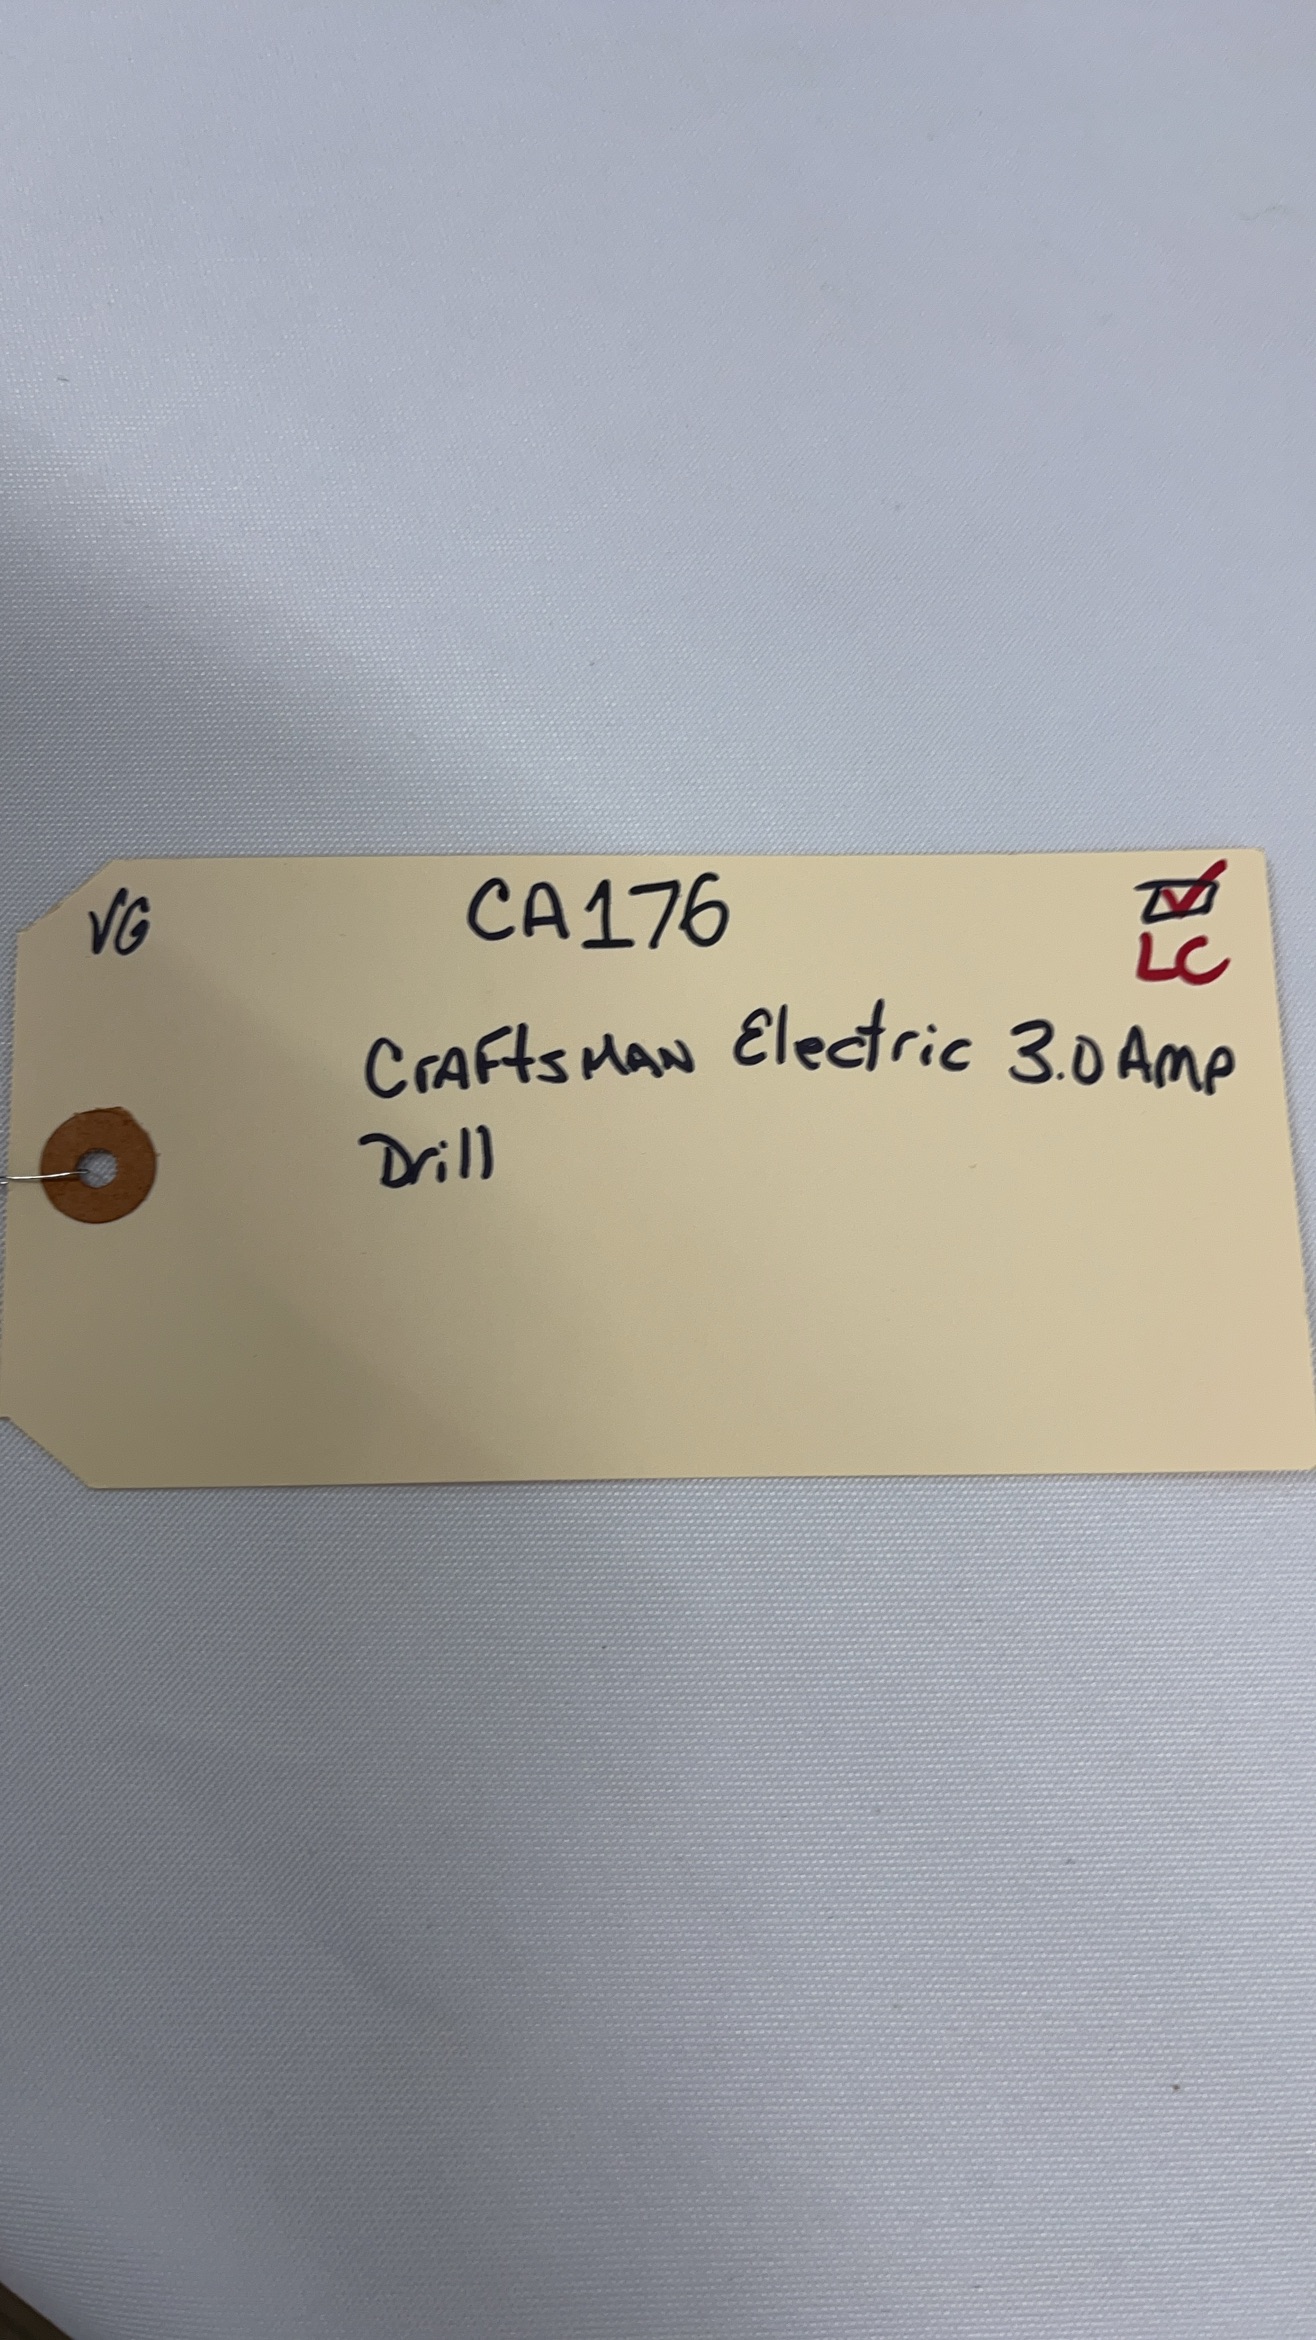 VG
CA176
☑
LC
CrAFtsMAN Electric 3.0 Amp
Drill